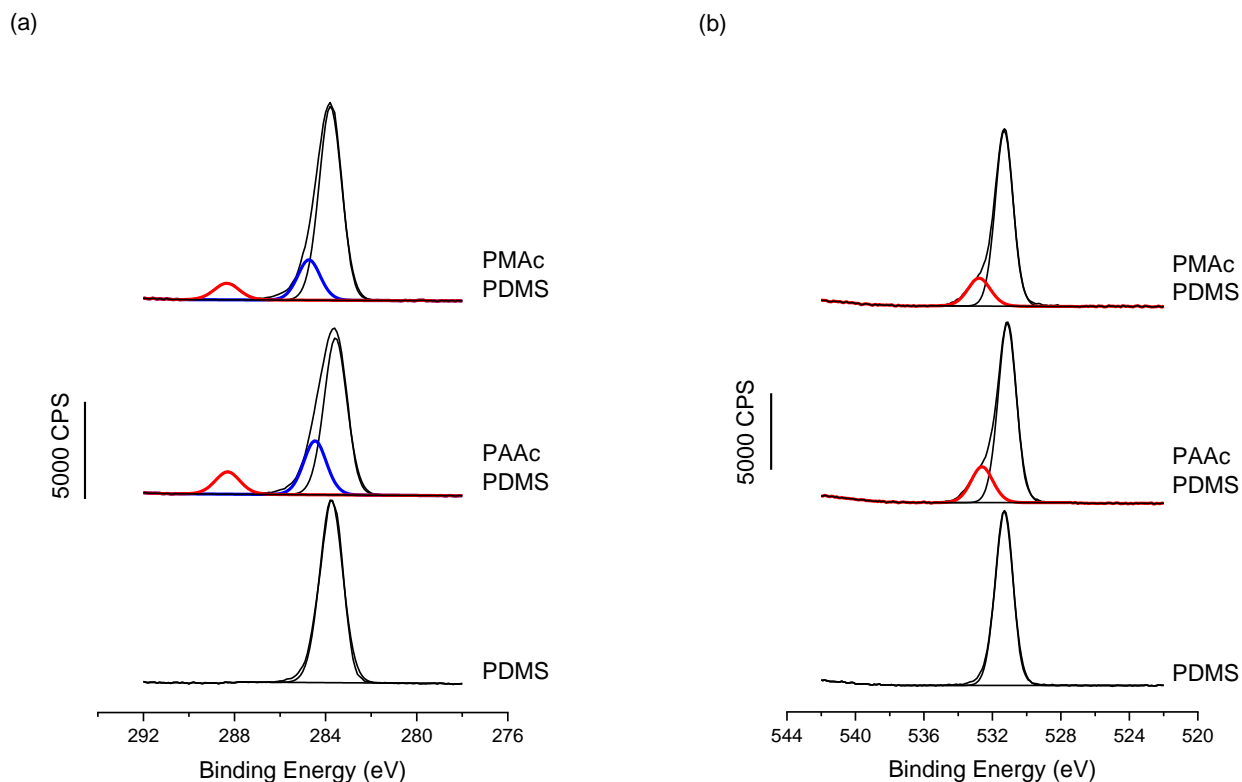 (a)
PMAc
PDMS
5000 CPS
PAAc
PDMS
PDMS
292 288 284 280 276
Binding Energy (eV)
(b)
PMAc
PDMS
5000 CPS
PAAc
PDMS
PDMS
544 540 536 532 528 524 520
Binding Energy (eV)